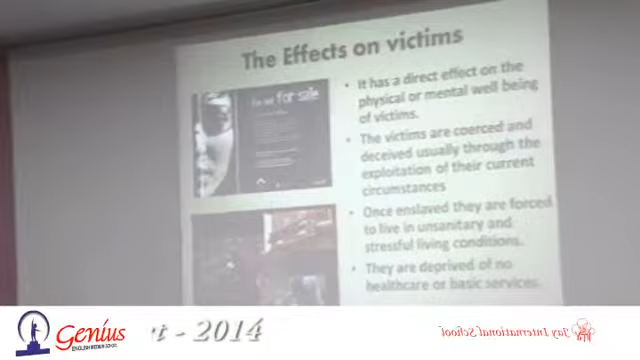 The Effects on victims
for sale
• It has a direct effect on the
physical or mental well being
of victims.
• The victims are coerced and
deceived usually through the
exploitation of their current
circumstances
• Once enslaved they are forced
to live in unsanitary and
stressful living conditions.
• They are deprived of no
healthcare or basic services.
Genius
- 2014
Jay International School